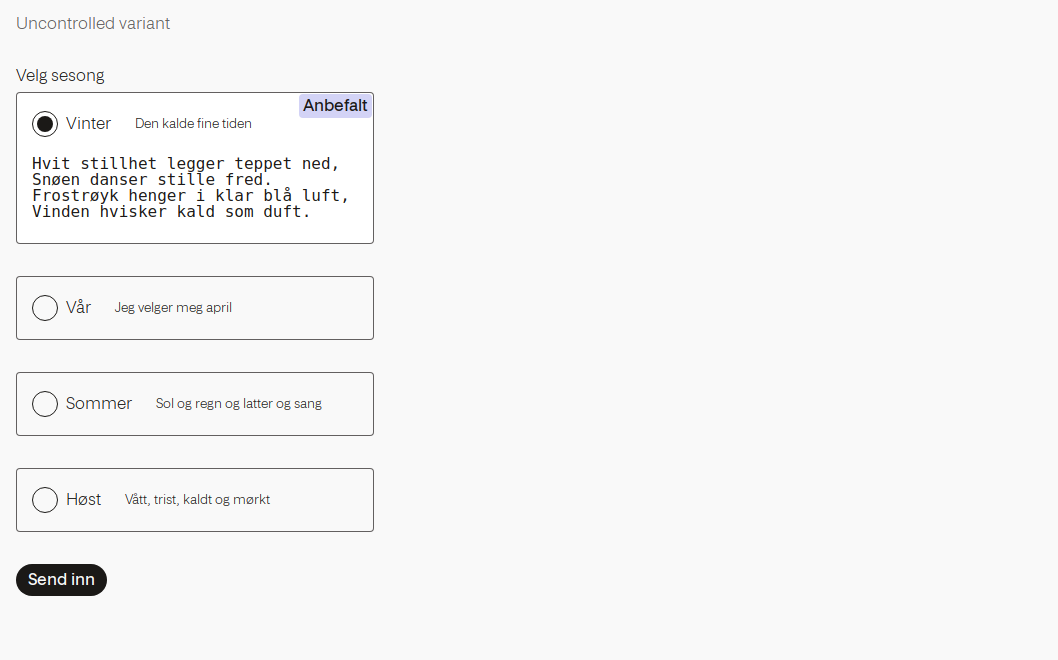 Uncontrolled variant
Velg sesong
Anbefalt
Vinter Den kalde fine tiden
Hvit stillhet legger teppet ned,
Snøen danser stille fred.
Frostrøyk henger i klar blå luft,
Vinden hvisker kald som duft.
Vår Jeg velger meg april
Sommer Sol og regn og latter og sang
Høst Vått, trist, kaldt og mørkt
Send inn